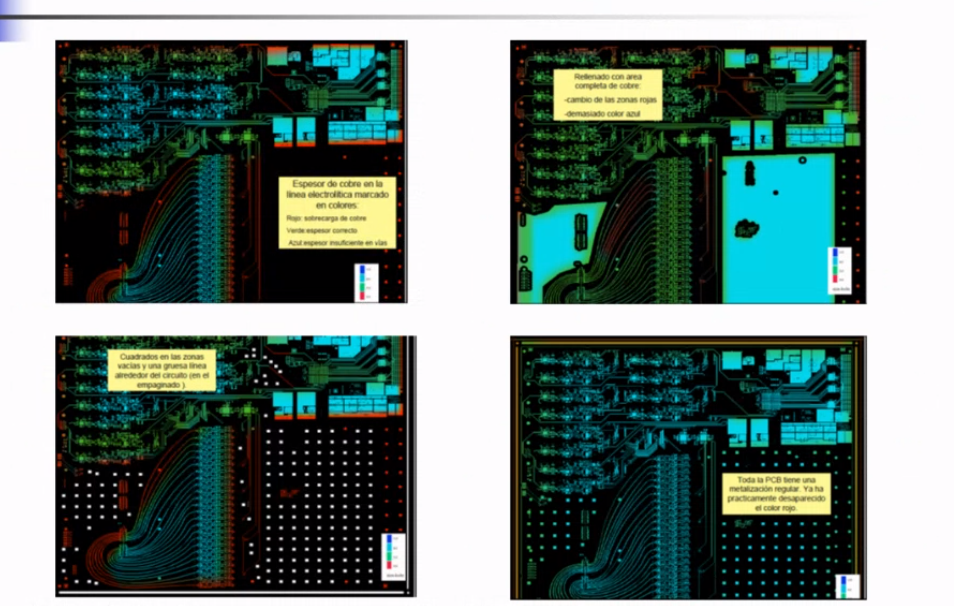 Espesor de cobre en la
línea electrolítica marcado
en colores:
Rojo: sobrecarga de cobre
Verde:espesor correcto
Azul:espesor insuficiente en vías
Rellenado con area
completa de cobre:
-cambio de las zonas rojas
-demasiado color azul
Cuadrados en las zonas
vacías y una gruesa línea
alrededor del circuito (en el
empaginado ).
Toda la PCB tiene una
metalización regular. Ya ha
practicamente desaparecido
el color rojo.